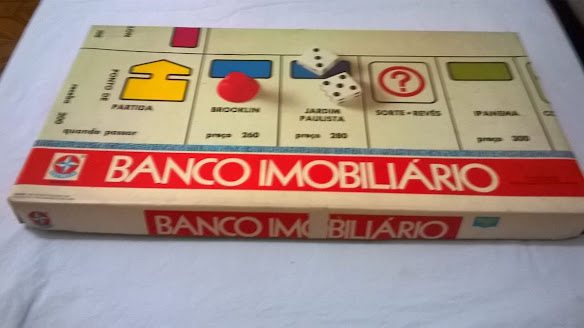 PONTO DE
PARTIDA
receba
200
quando passar
BROOKLIN
preço 260
JARDIM
PAULISTA
preço 280
SORTE-REVÉS
IPANEMA
preço 300
BANCO IMOBILIÁRIO
BANCO IMOBILIÁRIO